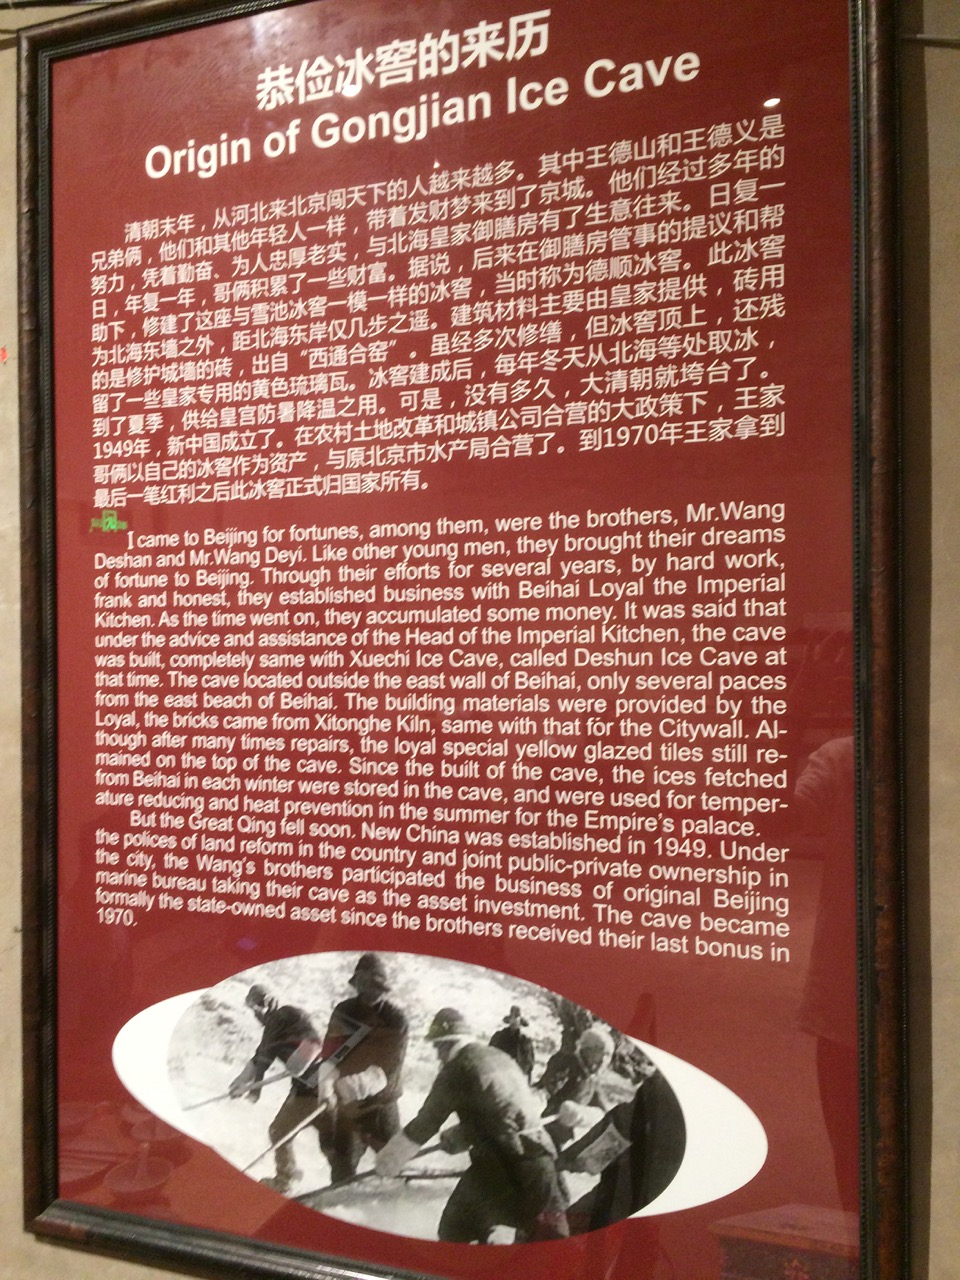 恭俭冰窖的来历
Origin of Gongjian Ice Cave
清朝末年，从河北来北京闯天下的人越来越多。其中王德山和王德义是
兄弟俩，他们和其他年轻人一样，带着发财梦来到了京城。他们经过多年的
努力，凭着勤奋、为人忠厚老实，与北海皇家御膳房有了生意往来。日复一
日，年复一年，哥俩积累了一些财富。据说，后来在御膳房管事的提议和帮
助下，修建了这座与雪池冰窖一模一样的冰窖，当时称为德顺冰窖。此冰窖
为北海东墙之外，距北海东岸仅几步之遥。建筑材料主要由皇家提供，砖用
的是修护城墙的砖，出自“西通合窑”。虽经多次修缮，但冰窖顶上，还残
留了一些皇家专用的黄色琉璃瓦。冰窖建成后，每年冬天从北海等处取冰，
到了夏季，供给皇宫防暑降温之用。可是，没有多久，大清朝就垮台了。
1949年，新中国成立了。在农村土地改革和城镇公司合营的大政策下，王家
哥俩以自己的冰窖作为资产，与原北京市水产局合营了。到1970年王家拿到
最后一笔红利之后此冰窖正式归国家所有。
I came to Beijing for fortunes, among them, were the brothers, Mr.Wang
Deshan and Mr.Wang Deyi. Like other young men, they brought their dreams
of fortune to Beijing. Through their efforts for several years, by hard work,
frank and honest, they established business with Beihai Loyal the Imperial
Kitchen. As the time went on, they accumulated some money. It was said that
under the advice and assistance of the Head of the Imperial Kitchen, the cave
was built, completely same with Xuechi Ice Cave, called Deshun Ice Cave at
that time. The cave located outside the east wall of Beihai, only several paces
from the east beach of Beihai. The building materials were provided by the
Loyal, the bricks came from Xitonghe Kiln, same with that for the Citywall. Al-
though after many times repairs, the loyal special yellow glazed tiles still re-
mained on the top of the cave. Since the built of the cave, the ices fetched
from Beihai in each winter were stored in the cave, and were used for temper-
ature reducing and heat prevention in the summer for the Empire's palace.
But the Great Qing fell soon. New China was established in 1949. Under
the polices of land reform in the country and joint public-private ownership in
the city, the Wang's brothers participated the business of original Beijing
marine bureau taking their cave as the asset investment. The cave became
formally the state-owned asset since the brothers received their last bonus in
1970.